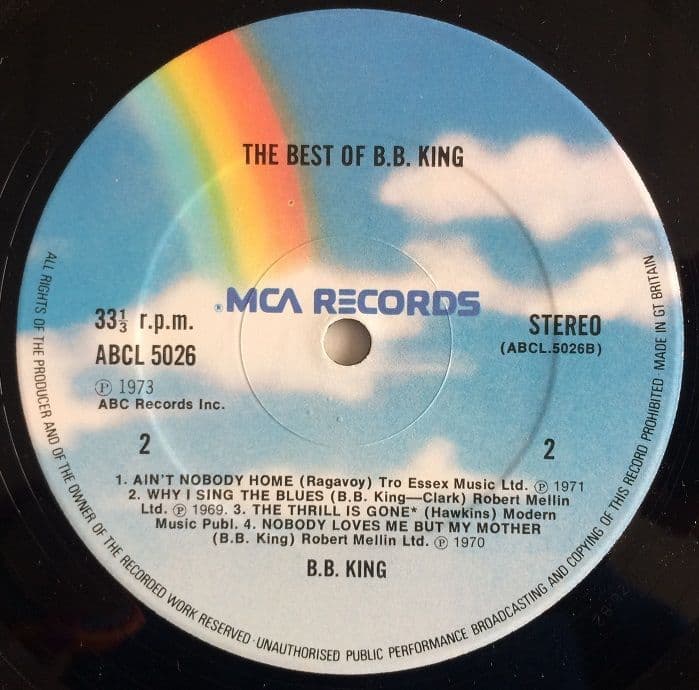 THE BEST OF B.B. KING
® MCA RECORDS
33⅓ r.p.m.
ABCL 5026
Ⓟ 1973
ABC Records Inc.
STEREO
(ABCL.5026B)
2
2
1. AIN'T NOBODY HOME (Ragavoy) Tro Essex Music Ltd. Ⓟ 1971
2. WHY I SING THE BLUES (B.B. King—Clark) Robert Mellin
Ltd. Ⓟ 1969. 3. THE THRILL IS GONE* (Hawkins) Modern
Music Publ. 4. NOBODY LOVES ME BUT MY MOTHER
(B.B. King) Robert Mellin Ltd. Ⓟ 1970
B.B. KING
ALL RIGHTS OF THE PRODUCER AND OF THE OWNER OF THE RECORDED WORK RESERVED · UNAUTHORISED PUBLIC PERFORMANCE BROADCASTING AND COPYING OF THIS RECORD PROHIBITED · MADE IN GT BRITAIN